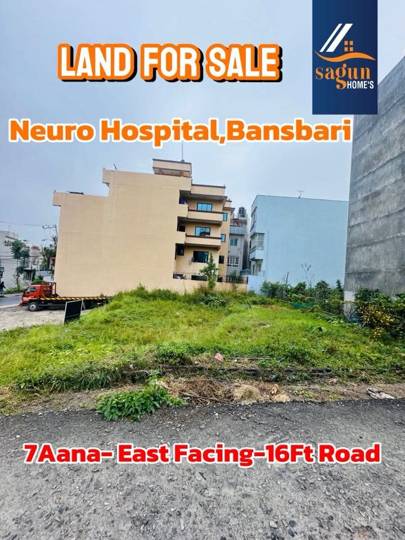 LAND FOR SALE
sagun
HOME'S
Neuro Hospital,Bansbari
7Aana- East Facing-16Ft Road